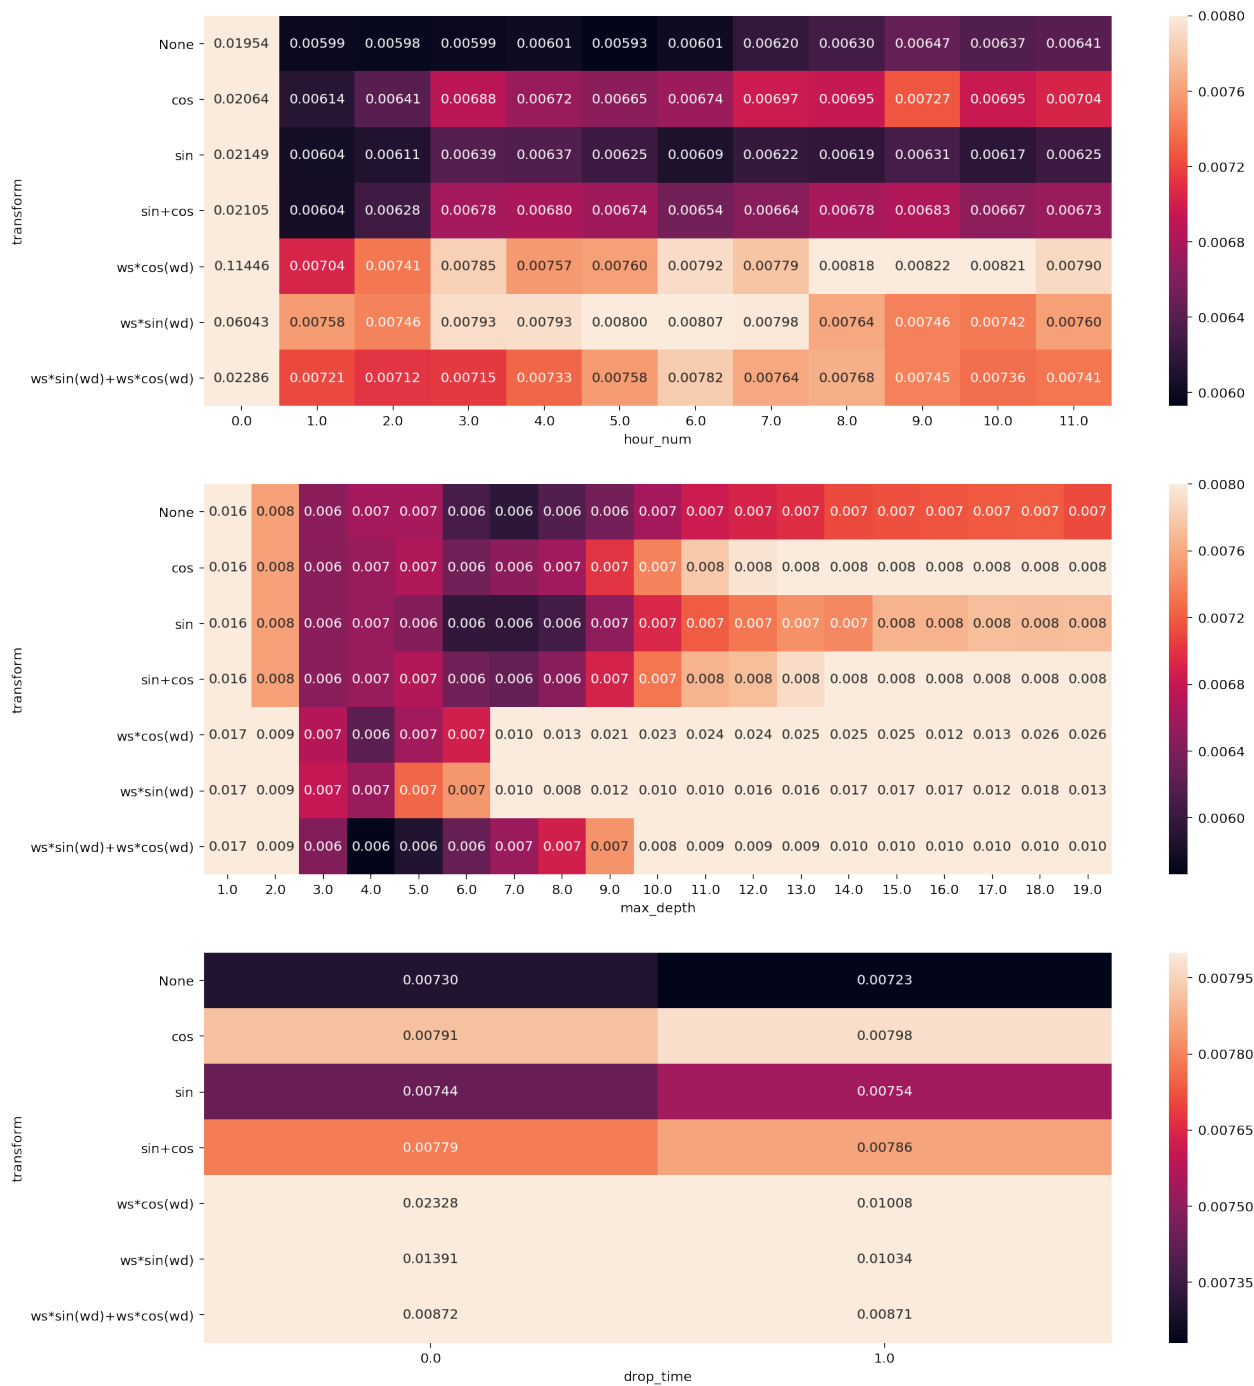 None 0.01954 0.00599 0.00598 0.00599 0.00601 0.00593 0.00601 0.00620 0.00630 0.00647 0.00637 0.00641
cos 0.02064 0.00614 0.00641 0.00688 0.00672 0.00665 0.00674 0.00697 0.00695 0.00727 0.00695 0.00704
sin 0.02149 0.00604 0.00611 0.00639 0.00637 0.00625 0.00609 0.00622 0.00619 0.00631 0.00617 0.00625
sin+cos 0.02105 0.00604 0.00628 0.00678 0.00680 0.00674 0.00654 0.00664 0.00678 0.00683 0.00667 0.00673
ws*cos(wd) 0.11446 0.00704 0.00741 0.00785 0.00757 0.00760 0.00792 0.00779 0.00818 0.00822 0.00821 0.00790
ws*sin(wd) 0.06043 0.00758 0.00746 0.00793 0.00793 0.00800 0.00807 0.00798 0.00764 0.00746 0.00742 0.00760
ws*sin(wd)+ws*cos(wd) 0.02286 0.00721 0.00712 0.00715 0.00733 0.00758 0.00782 0.00764 0.00768 0.00745 0.00736 0.00741
0.0 1.0 2.0 3.0 4.0 5.0 6.0 7.0 8.0 9.0 10.0 11.0
hour_num
transform
0.0080
0.0076
0.0072
0.0068
0.0064
0.0060
None 0.016 0.008 0.006 0.007 0.007 0.006 0.006 0.006 0.006 0.007 0.007 0.007 0.007 0.007 0.007 0.007 0.007 0.007 0.007
cos 0.016 0.008 0.006 0.007 0.007 0.006 0.006 0.007 0.007 0.007 0.008 0.008 0.008 0.008 0.008 0.008 0.008 0.008 0.008
sin 0.016 0.008 0.006 0.007 0.006 0.006 0.006 0.006 0.007 0.007 0.007 0.007 0.007 0.007 0.008 0.008 0.008 0.008 0.008
sin+cos 0.016 0.008 0.006 0.007 0.007 0.006 0.006 0.006 0.007 0.007 0.008 0.008 0.008 0.008 0.008 0.008 0.008 0.008 0.008
ws*cos(wd) 0.017 0.009 0.007 0.006 0.007 0.007 0.010 0.013 0.021 0.023 0.024 0.024 0.025 0.025 0.025 0.012 0.013 0.026 0.026
ws*sin(wd) 0.017 0.009 0.007 0.007 0.007 0.007 0.010 0.008 0.012 0.010 0.010 0.016 0.016 0.017 0.017 0.017 0.012 0.018 0.013
ws*sin(wd)+ws*cos(wd) 0.017 0.009 0.006 0.006 0.006 0.006 0.007 0.007 0.007 0.008 0.009 0.009 0.009 0.010 0.010 0.010 0.010 0.010 0.010
1.0 2.0 3.0 4.0 5.0 6.0 7.0 8.0 9.0 10.0 11.0 12.0 13.0 14.0 15.0 16.0 17.0 18.0 19.0
max_depth
transform
0.0080
0.0076
0.0072
0.0068
0.0064
0.0060
None 0.00730 0.00723
cos 0.00791 0.00798
sin 0.00744 0.00754
sin+cos 0.00779 0.00786
ws*cos(wd) 0.02328 0.01008
ws*sin(wd) 0.01391 0.01034
ws*sin(wd)+ws*cos(wd) 0.00872 0.00871
0.0 1.0
drop_time
transform
0.00795
0.00780
0.00765
0.00750
0.00735